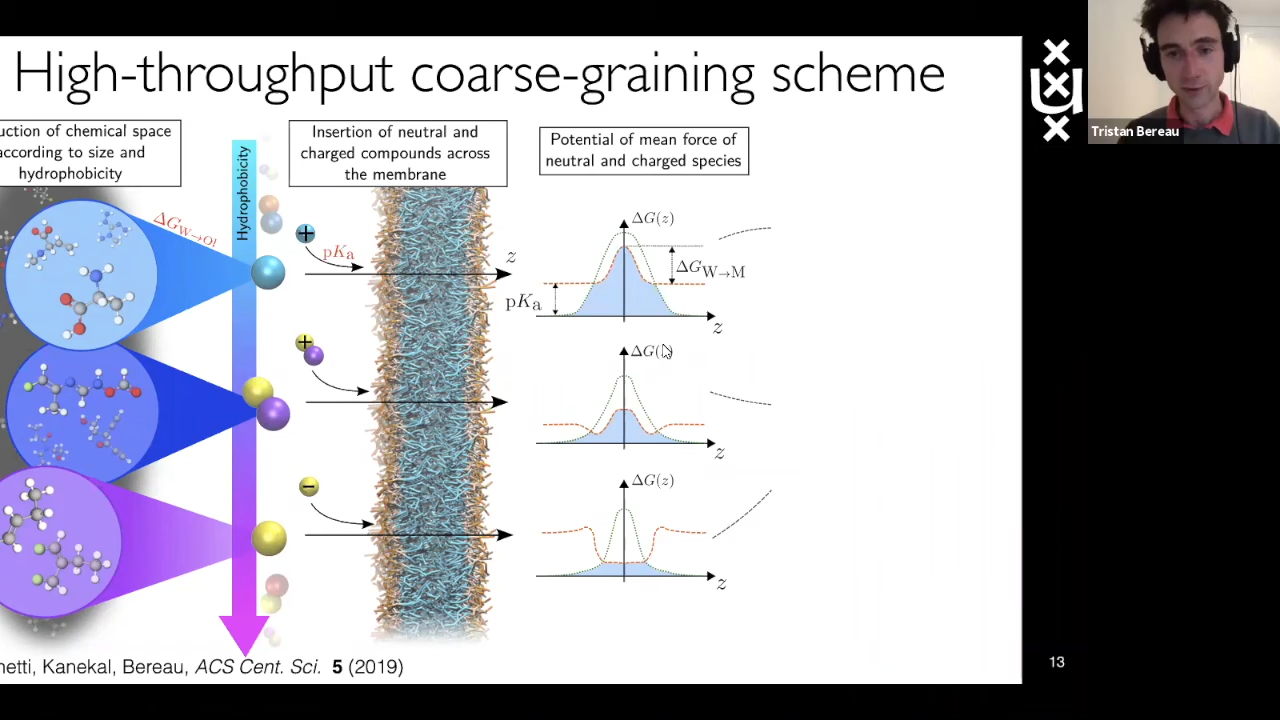 High-throughput coarse-graining scheme
Tristan Bereau
uction of chemical space
according to size and
hydrophobicity
Insertion of neutral and
charged compounds across
the membrane
Potential of mean force of
neutral and charged species
Hydrophobicity
ΔG_W→Ol
+
pKₐ
z
ΔG(z)
ΔG_W→M
pKₐ
z
+
ΔG(
z
−
ΔG(z)
z
netti, Kanekal, Bereau, ACS Cent. Sci. 5 (2019)
13